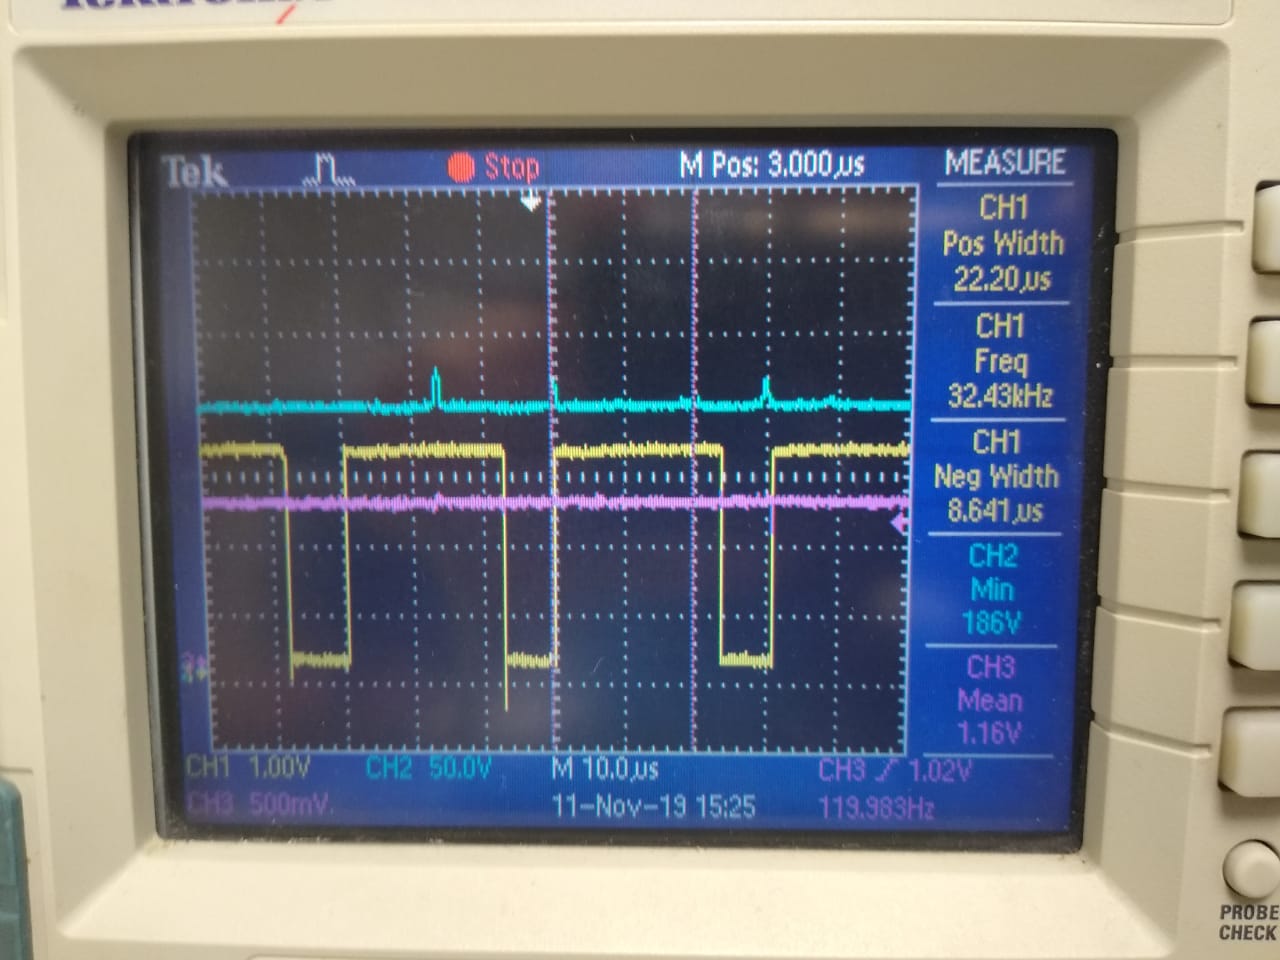 Tek Stop M Pos: 3.000µs MEASURE
CH1
Pos Width
22.20µs
CH1
Freq
32.43kHz
CH1
Neg Width
8.641µs
CH2
Min
186V
CH3
Mean
1.16V
CH1 1.00V CH2 50.0V M 10.0µs CH3 1.02V
CH3 500mV 11-Nov-19 15:25 119.983Hz
PROBE
CHECK